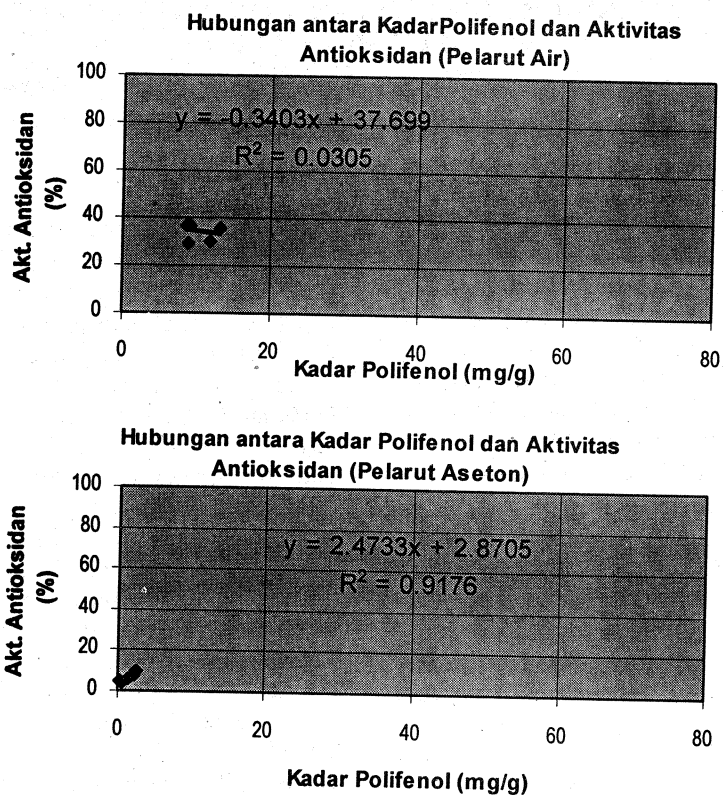 Hubungan antara KadarPolifenol dan Aktivitas
Antioksidan (Pelarut Air)
100
80
60
40
20
0
Akt. Antioksidan
(%)
y = -0.3403x + 37.699
R² = 0.0305
0 20 40 60 80
Kadar Polifenol (mg/g)
Hubungan antara Kadar Polifenol dan Aktivitas
Antioksidan (Pelarut Aseton)
100
80
60
40
20
0
Akt. Antioksidan
(%)
y = 2.4733x + 2.8705
R² = 0.9176
0 20 40 60 80
Kadar Polifenol (mg/g)